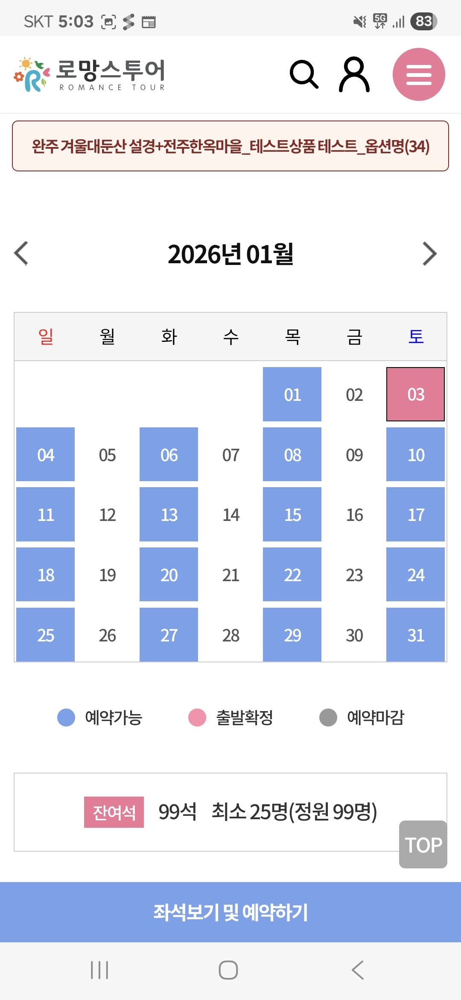 SKT 5:03 5G 83
로망스투어
ROMANCE TOUR
완주 겨울대둔산 설경+전주한옥마을_테스트상품 테스트_옵션명(34)
2026년 01월
일 월 화 수 목 금 토
01 02 03
04 05 06 07 08 09 10
11 12 13 14 15 16 17
18 19 20 21 22 23 24
25 26 27 28 29 30 31
예약가능 출발확정 예약마감
잔여석 99석 최소 25명(정원 99명)
TOP
좌석보기 및 예약하기